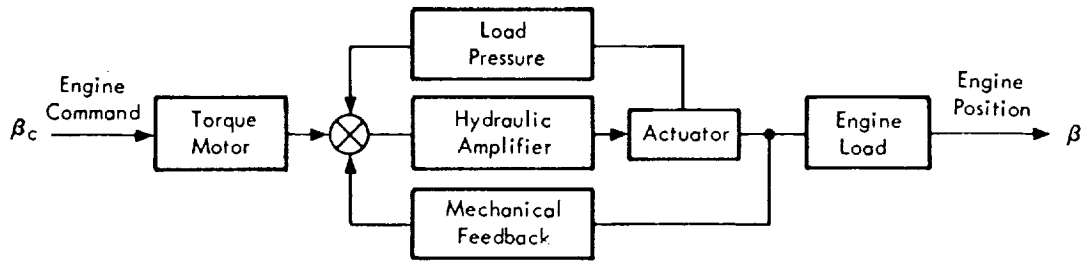 Load
Pressure
Engine
Command
βc
Torque
Motor
Hydraulic
Amplifier
Actuator
Engine
Load
Engine
Position
β
Mechanical
Feedback